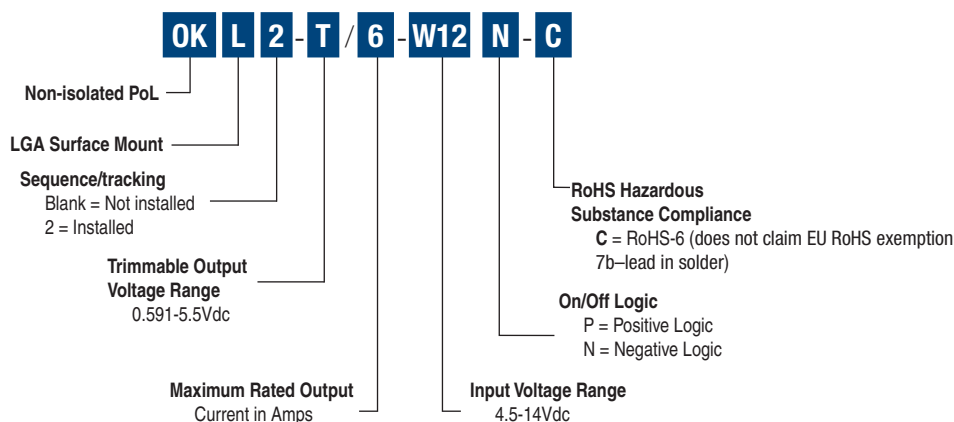 OK L 2 - T / 6 - W12 N - C
Non-isolated PoL
LGA Surface Mount
Sequence/tracking
Blank = Not installed
2 = Installed
Trimmable Output
Voltage Range
0.591-5.5Vdc
Maximum Rated Output
Current in Amps
RoHS Hazardous
Substance Compliance
C = RoHS-6 (does not claim EU RoHS exemption
7b–lead in solder)
On/Off Logic
P = Positive Logic
N = Negative Logic
Input Voltage Range
4.5-14Vdc